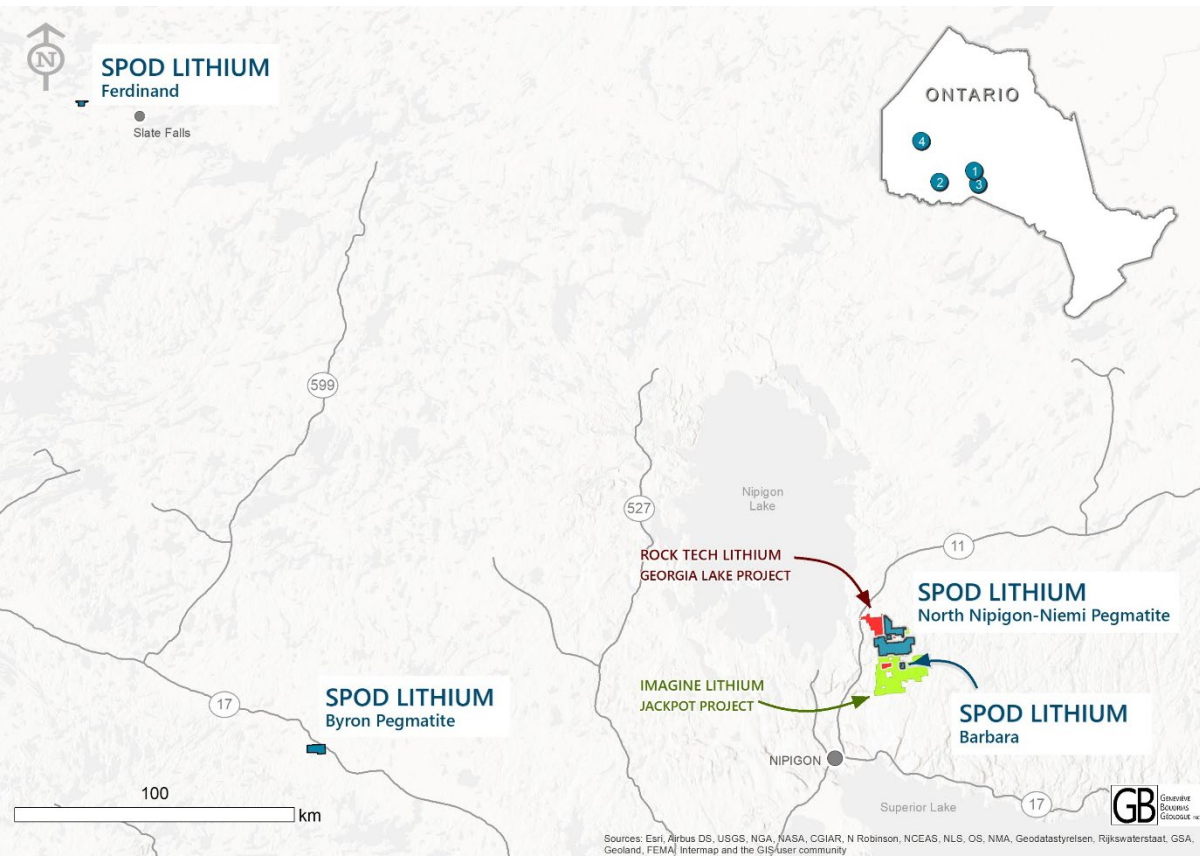 N
SPOD LITHIUM
Ferdinand
Slate Falls
ONTARIO
4
1
2
3
599
527
Nipigon
Lake
11
ROCK TECH LITHIUM
GEORGIA LAKE PROJECT
SPOD LITHIUM
North Nipigon-Niemi Pegmatite
IMAGINE LITHIUM
JACKPOT PROJECT
SPOD LITHIUM
Barbara
17
SPOD LITHIUM
Byron Pegmatite
NIPIGON
100
km
Superior Lake
17
GB
GÉOLOGUE
Sources: Esri, Airbus DS, USGS, NGA, NASA, CGIAR, N Robinson, NCEAS, NLS, OS, NMA, Geodatastyrelsen, Rijkswaterstaat, GSA,
Geoland, FEMA, Intermap and the GIS user community